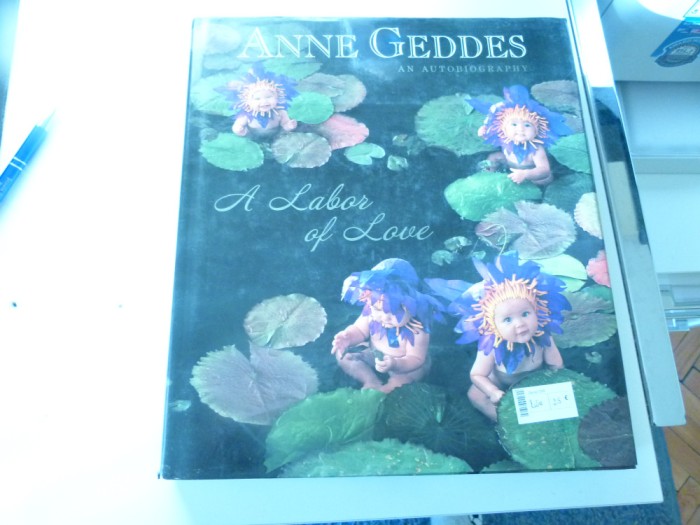 ANNE GEDDES
AN AUTOBIOGRAPHY
A Labor
of Love